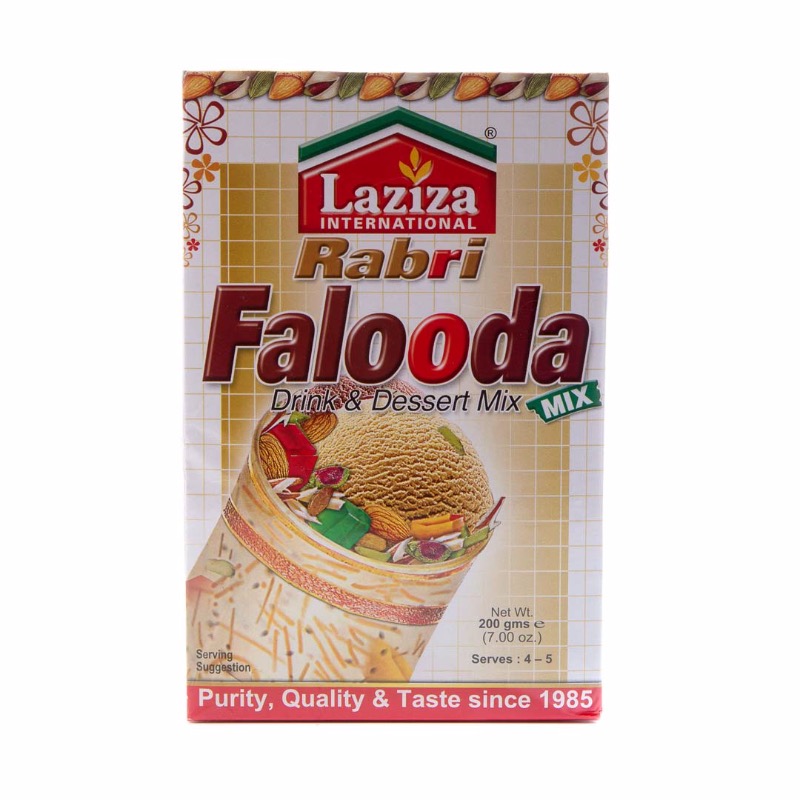 ®
Laziza
INTERNATIONAL
Rabri
Falooda
Drink & Dessert Mix
MIX
Net Wt.
200 gms ℮
(7.00 oz.)
Serves : 4 – 5
Serving
Suggestion
Purity, Quality & Taste since 1985